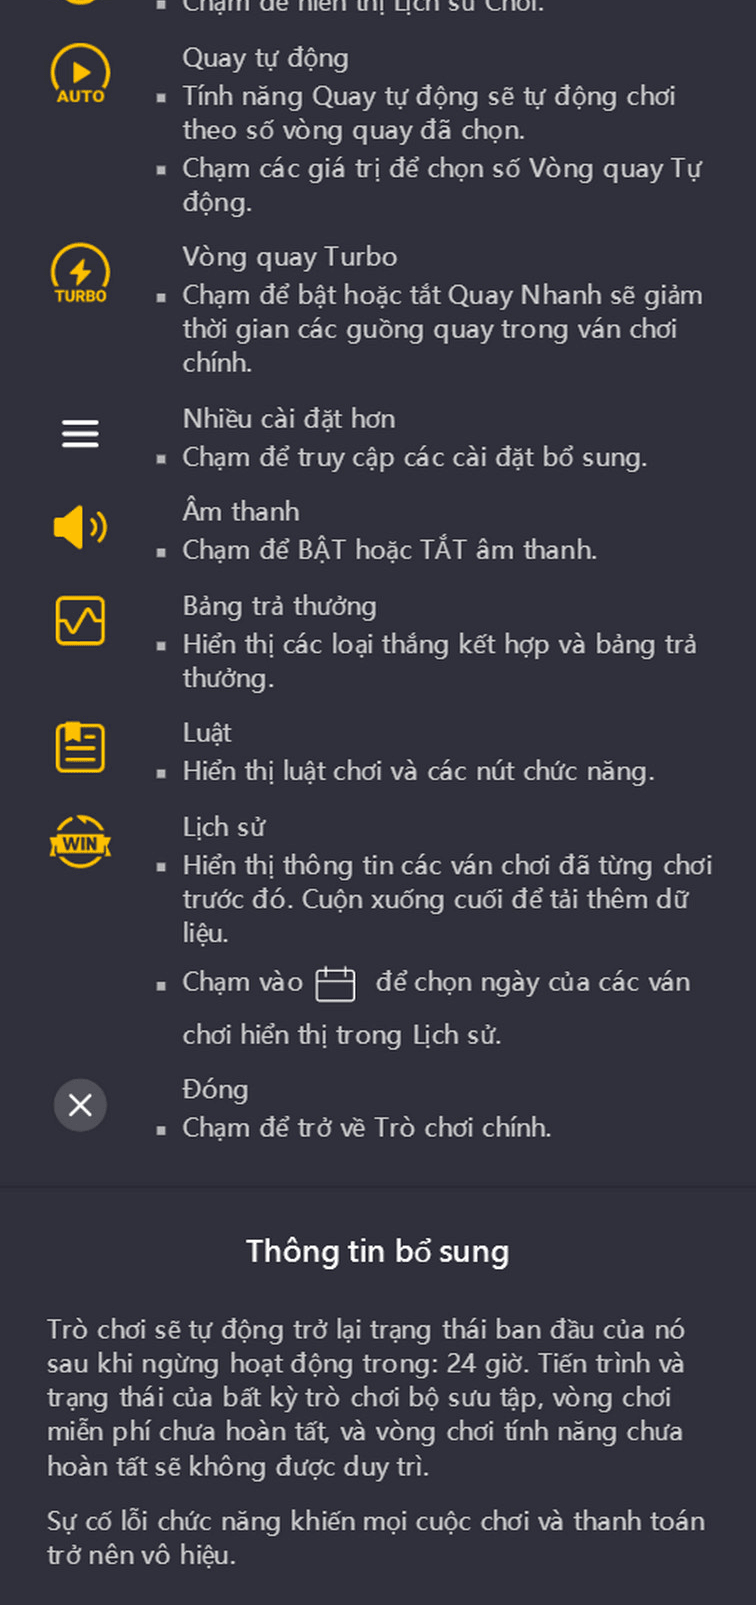 Chạm để hiển thị Lịch sử Chơi.
Quay tự động
AUTO
Tính năng Quay tự động sẽ tự động chơi
theo số vòng quay đã chọn.
Chạm các giá trị để chọn số Vòng quay Tự
động.
Vòng quay Turbo
TURBO
Chạm để bật hoặc tắt Quay Nhanh sẽ giảm
thời gian các guồng quay trong ván chơi
chính.
Nhiều cài đặt hơn
Chạm để truy cập các cài đặt bổ sung.
Âm thanh
Chạm để BẬT hoặc TẮT âm thanh.
Bảng trả thưởng
Hiển thị các loại thắng kết hợp và bảng trả
thưởng.
Luật
Hiển thị luật chơi và các nút chức năng.
Lịch sử
WIN
Hiển thị thông tin các ván chơi đã từng chơi
trước đó. Cuộn xuống cuối để tải thêm dữ
liệu.
Chạm vào để chọn ngày của các ván
chơi hiển thị trong Lịch sử.
Đóng
Chạm để trở về Trò chơi chính.
Thông tin bổ sung
Trò chơi sẽ tự động trở lại trạng thái ban đầu của nó
sau khi ngừng hoạt động trong: 24 giờ. Tiến trình và
trạng thái của bất kỳ trò chơi bộ sưu tập, vòng chơi
miễn phí chưa hoàn tất, và vòng chơi tính năng chưa
hoàn tất sẽ không được duy trì.
Sự cố lỗi chức năng khiến mọi cuộc chơi và thanh toán
trở nên vô hiệu.